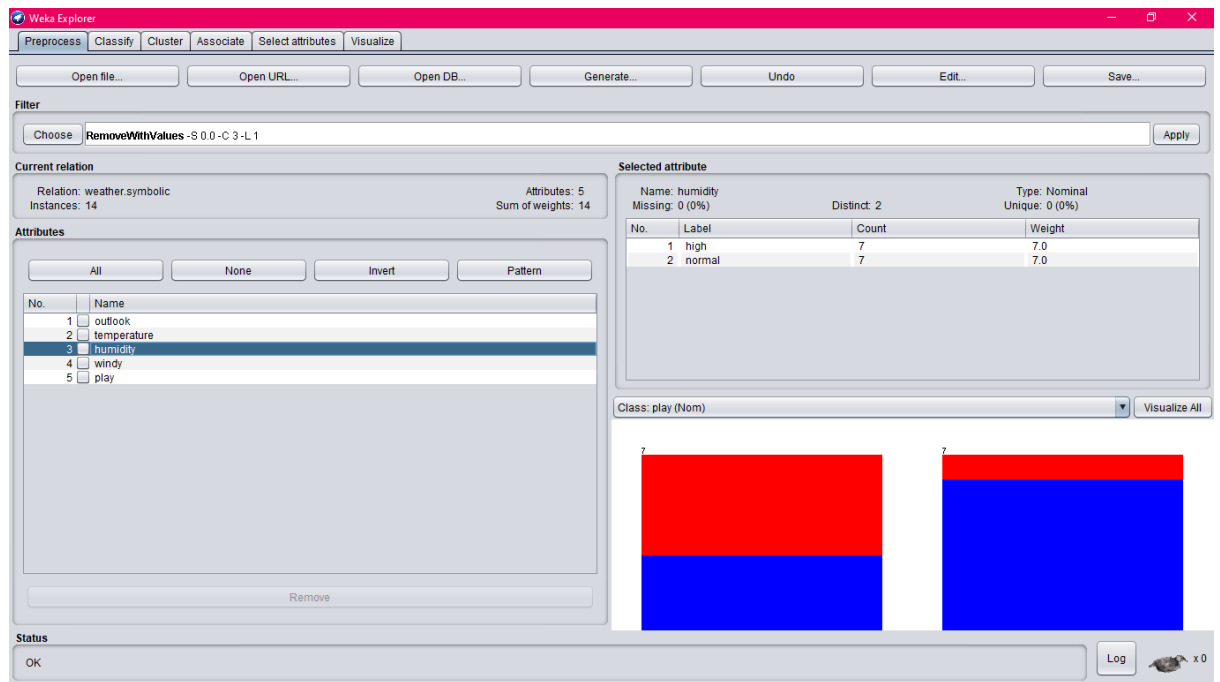 Weka Explorer
Preprocess Classify Cluster Associate Select attributes Visualize
Open file... Open URL... Open DB... Generate... Undo Edit... Save...
Filter
Choose RemoveWithValues -S 0.0 -C 3 -L 1 Apply
Current relation
Relation: weather.symbolic Attributes: 5
Instances: 14 Sum of weights: 14
Attributes
All None Invert Pattern
No. Name
1 outlook
2 temperature
3 humidity
4 windy
5 play
Remove
Selected attribute
Name: humidity Type: Nominal
Missing: 0 (0%) Distinct: 2 Unique: 0 (0%)
No. Label Count Weight
1 high 7 7.0
2 normal 7 7.0
Class: play (Nom) Visualize All
7 7
Status
OK Log x 0